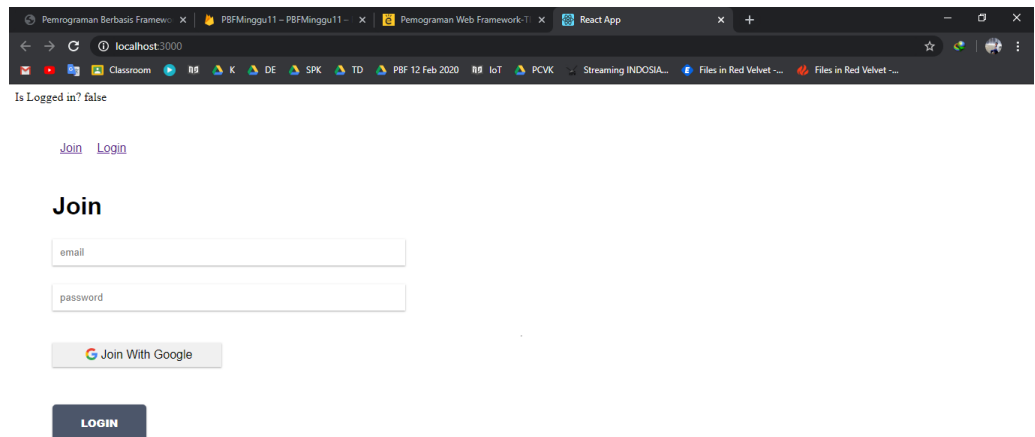 Pemrograman Berbasis Framewo PBFMinggu11 – PBFMinggu11 – Pemograman Web Framework-T React App
localhost:3000
Classroom K DE SPK TD PBF 12 Feb 2020 IoT PCVK Streaming INDOSIA... Files in Red Velvet -... Files in Red Velvet -...
Is Logged in? false
Join Login
Join
email
password
Join With Google
LOGIN